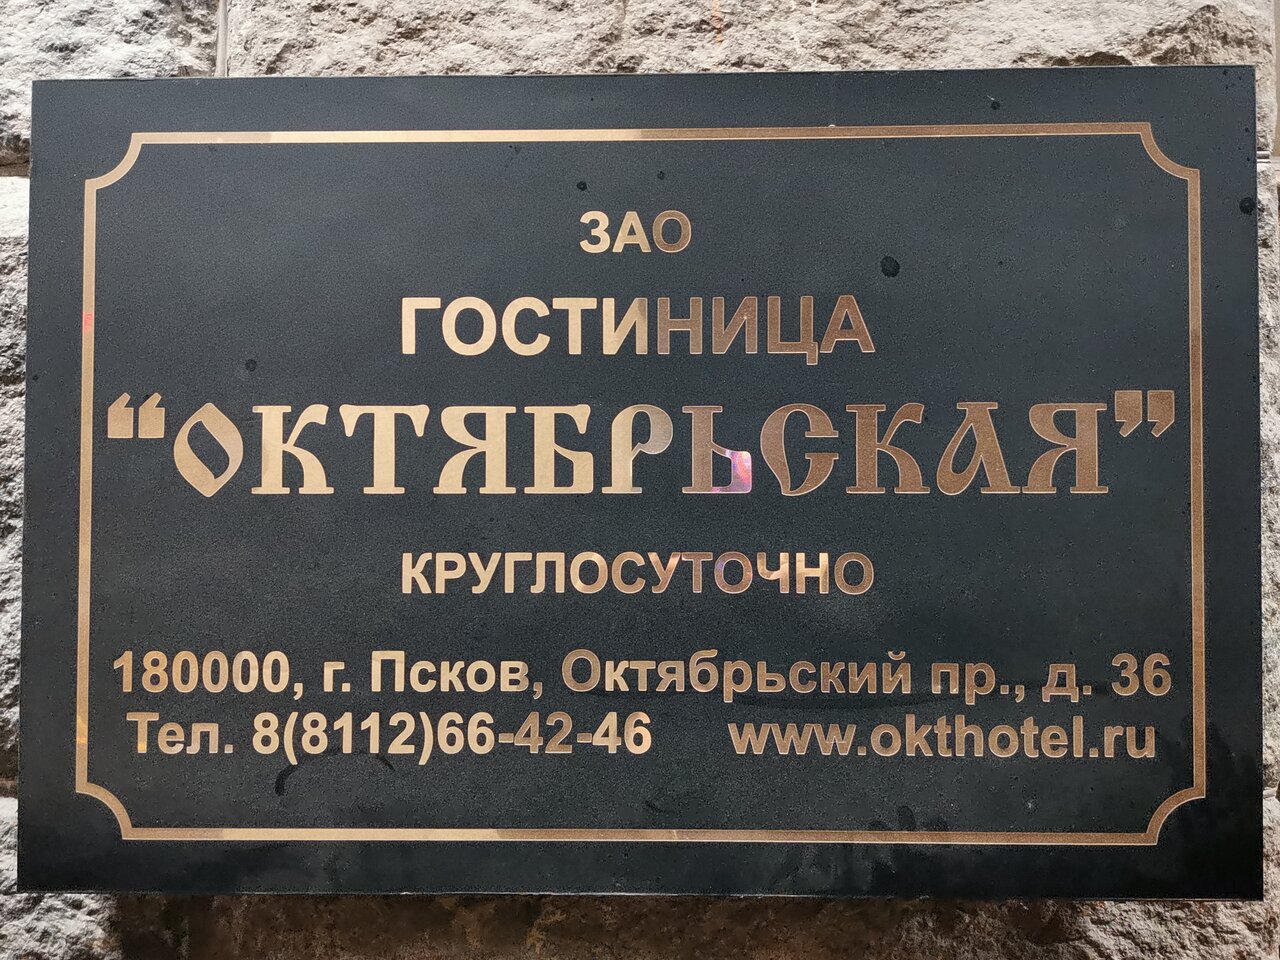 ЗАО
ГОСТИНИЦА
“ОКТЯБРЬСКАЯ”
КРУГЛОСУТОЧНО
180000, г. Псков, Октябрьский пр., д. 36
Тел. 8(8112)66-42-46 www.okthotel.ru